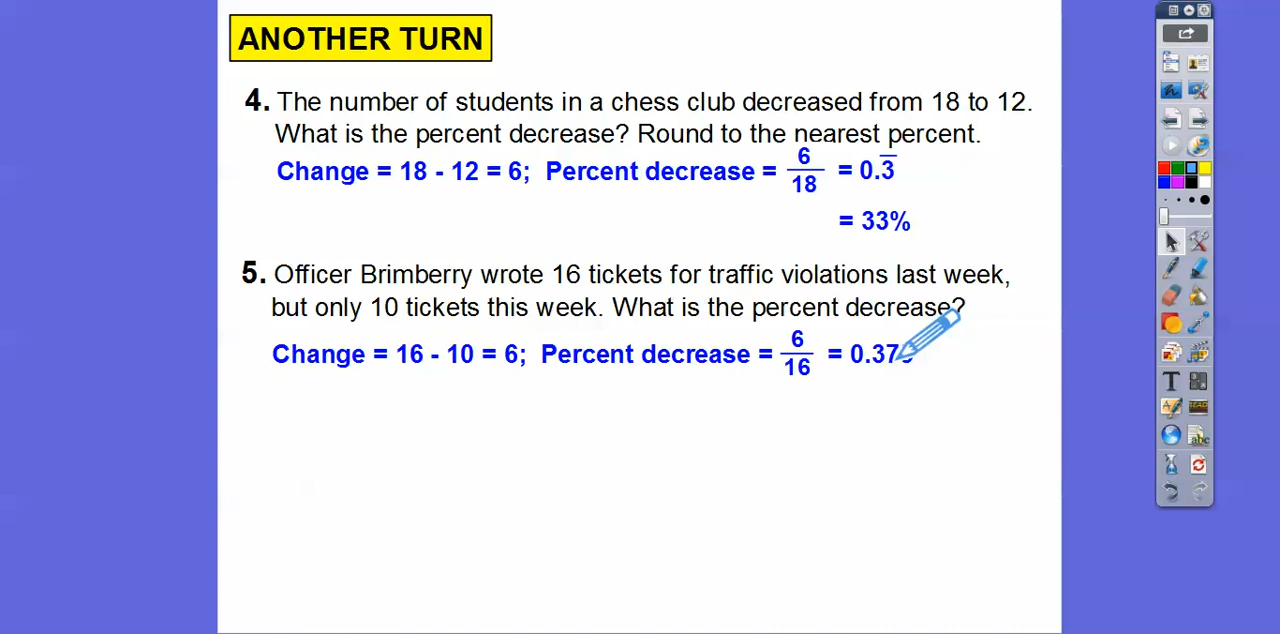 ANOTHER TURN
4. The number of students in a chess club decreased from 18 to 12.
What is the percent decrease? Round to the nearest percent.
Change = 18 - 12 = 6; Percent decrease = 6/18 = 0.3̅
= 33%
5. Officer Brimberry wrote 16 tickets for traffic violations last week,
but only 10 tickets this week. What is the percent decrease?
Change = 16 - 10 = 6; Percent decrease = 6/16 = 0.37